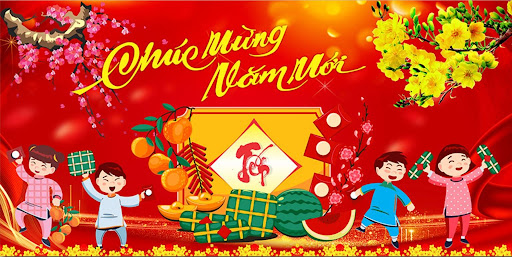 Chúc Mừng
Năm Mới
Tết